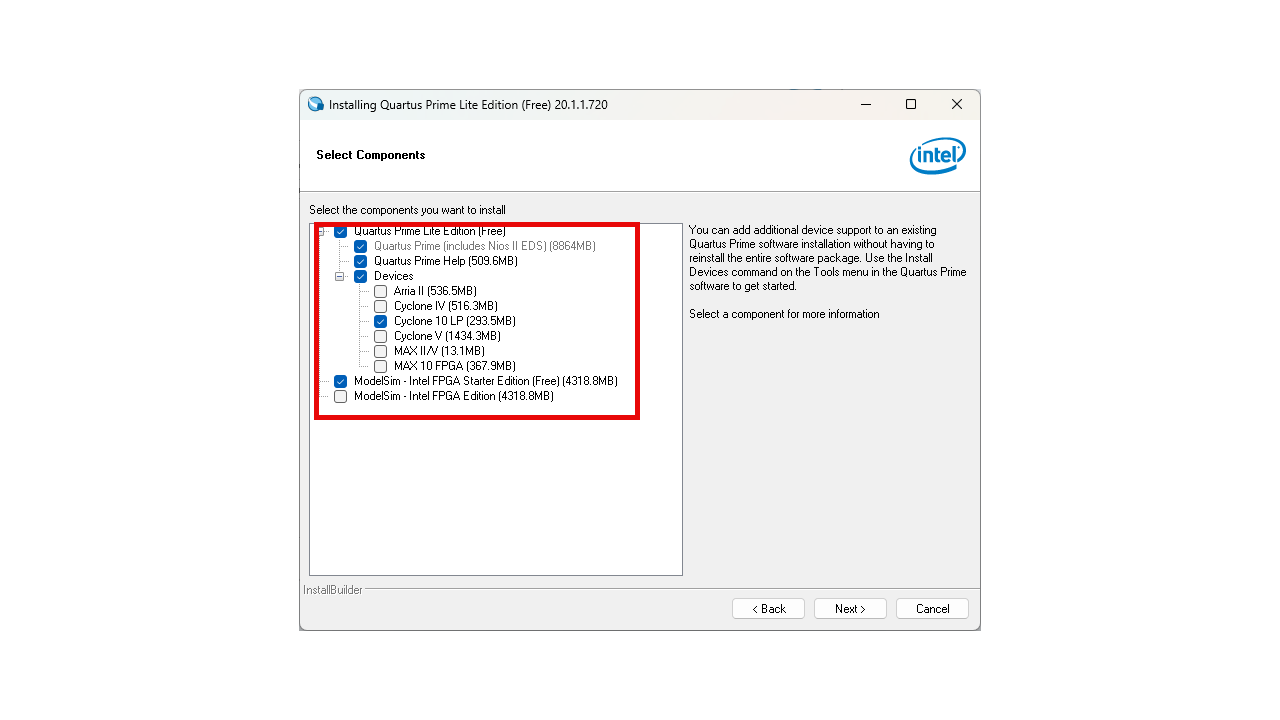 Installing Quartus Prime Lite Edition (Free) 20.1.1.720
Select Components
intel
Select the components you want to install
Quartus Prime Lite Edition (Free)
Quartus Prime (includes Nios II EDS) (8864MB)
Quartus Prime Help (509.6MB)
Devices
Arria II (536.5MB)
Cyclone IV (516.3MB)
Cyclone 10 LP (293.5MB)
Cyclone V (1434.3MB)
MAX II/V (13.1MB)
MAX 10 FPGA (367.9MB)
ModelSim - Intel FPGA Starter Edition (Free) (4318.8MB)
ModelSim - Intel FPGA Edition (4318.8MB)
You can add additional device support to an existing
Quartus Prime software installation without having to
reinstall the entire software package. Use the Install
Devices command on the Tools menu in the Quartus Prime
software to get started.
Select a component for more information
InstallBuilder
< Back
Next >
Cancel